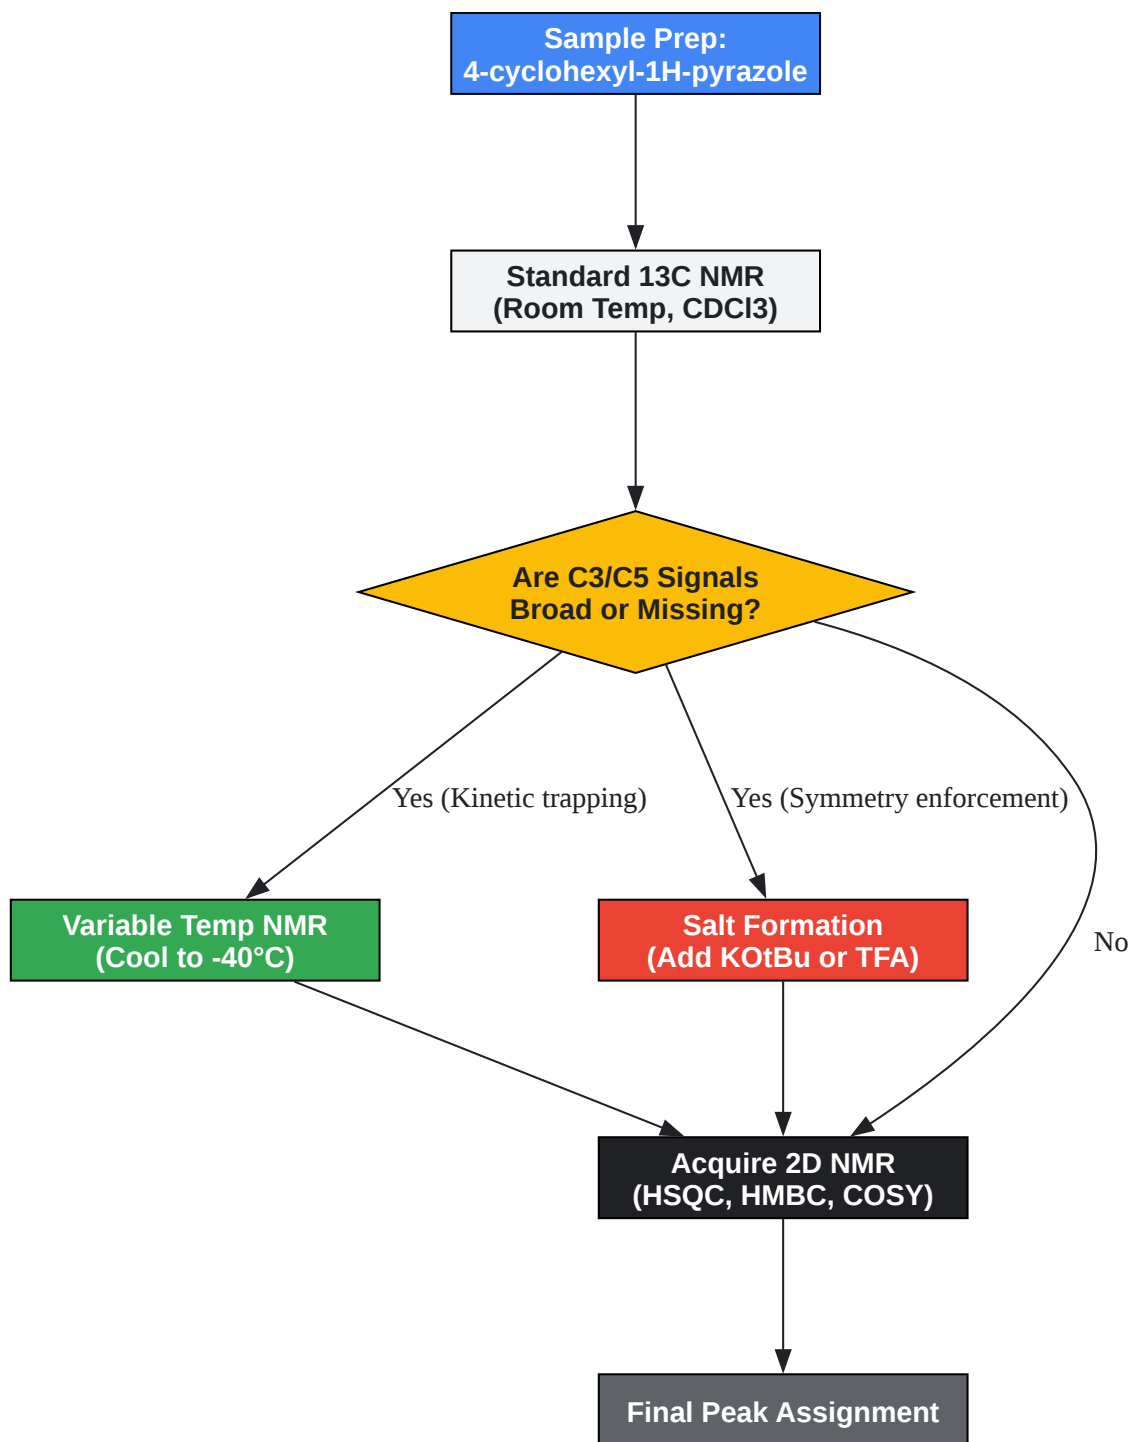 Sample Prep:
4-cyclohexyl-1H-pyrazole
Standard 13C NMR
(Room Temp, CDCl3)
Are C3/C5 Signals
Broad or Missing?
Yes (Kinetic trapping)
Yes (Symmetry enforcement)
No
Variable Temp NMR
(Cool to -40°C)
Salt Formation
(Add KOtBu or TFA)
Acquire 2D NMR
(HSQC, HMBC, COSY)
Final Peak Assignment